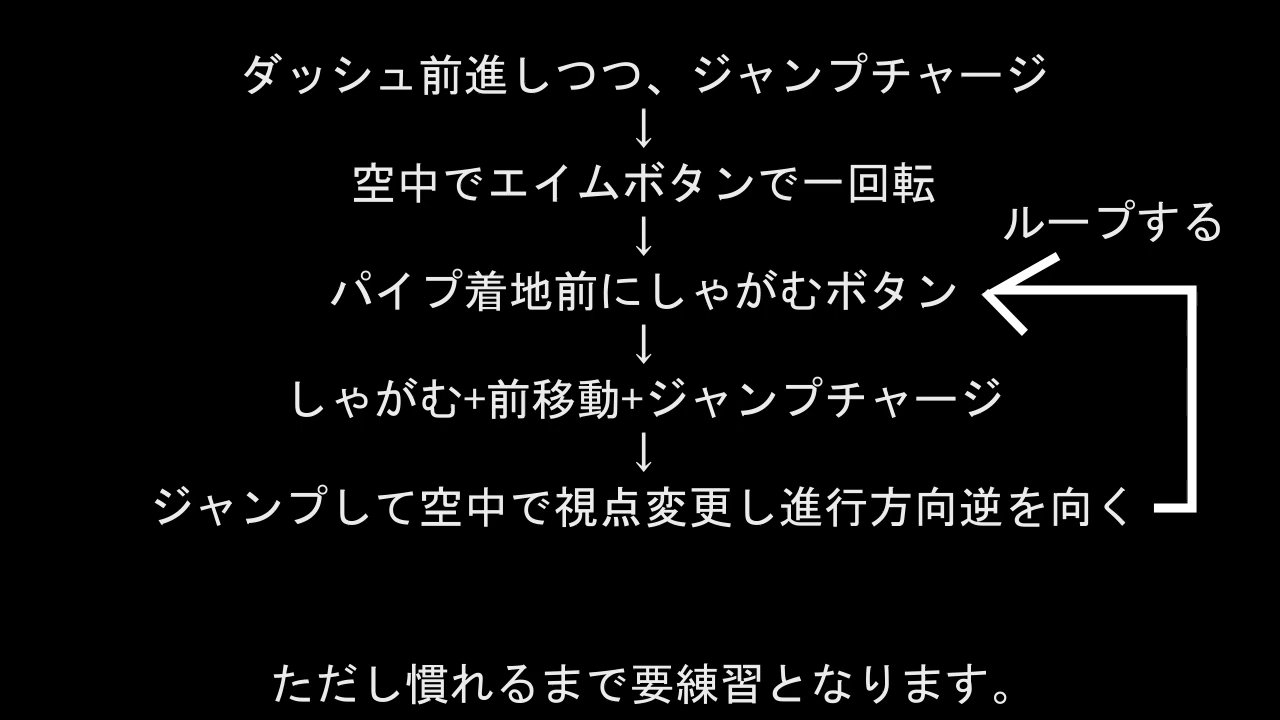 ダッシュ前進しつつ、ジャンプチャージ
↓
空中でエイムボタンで一回転
↓
ループする
パイプ着地前にしゃがむボタン
↓
しゃがむ+前移動+ジャンプチャージ
↓
ジャンプして空中で視点変更し進行方向逆を向く
ただし慣れるまで要練習となります。